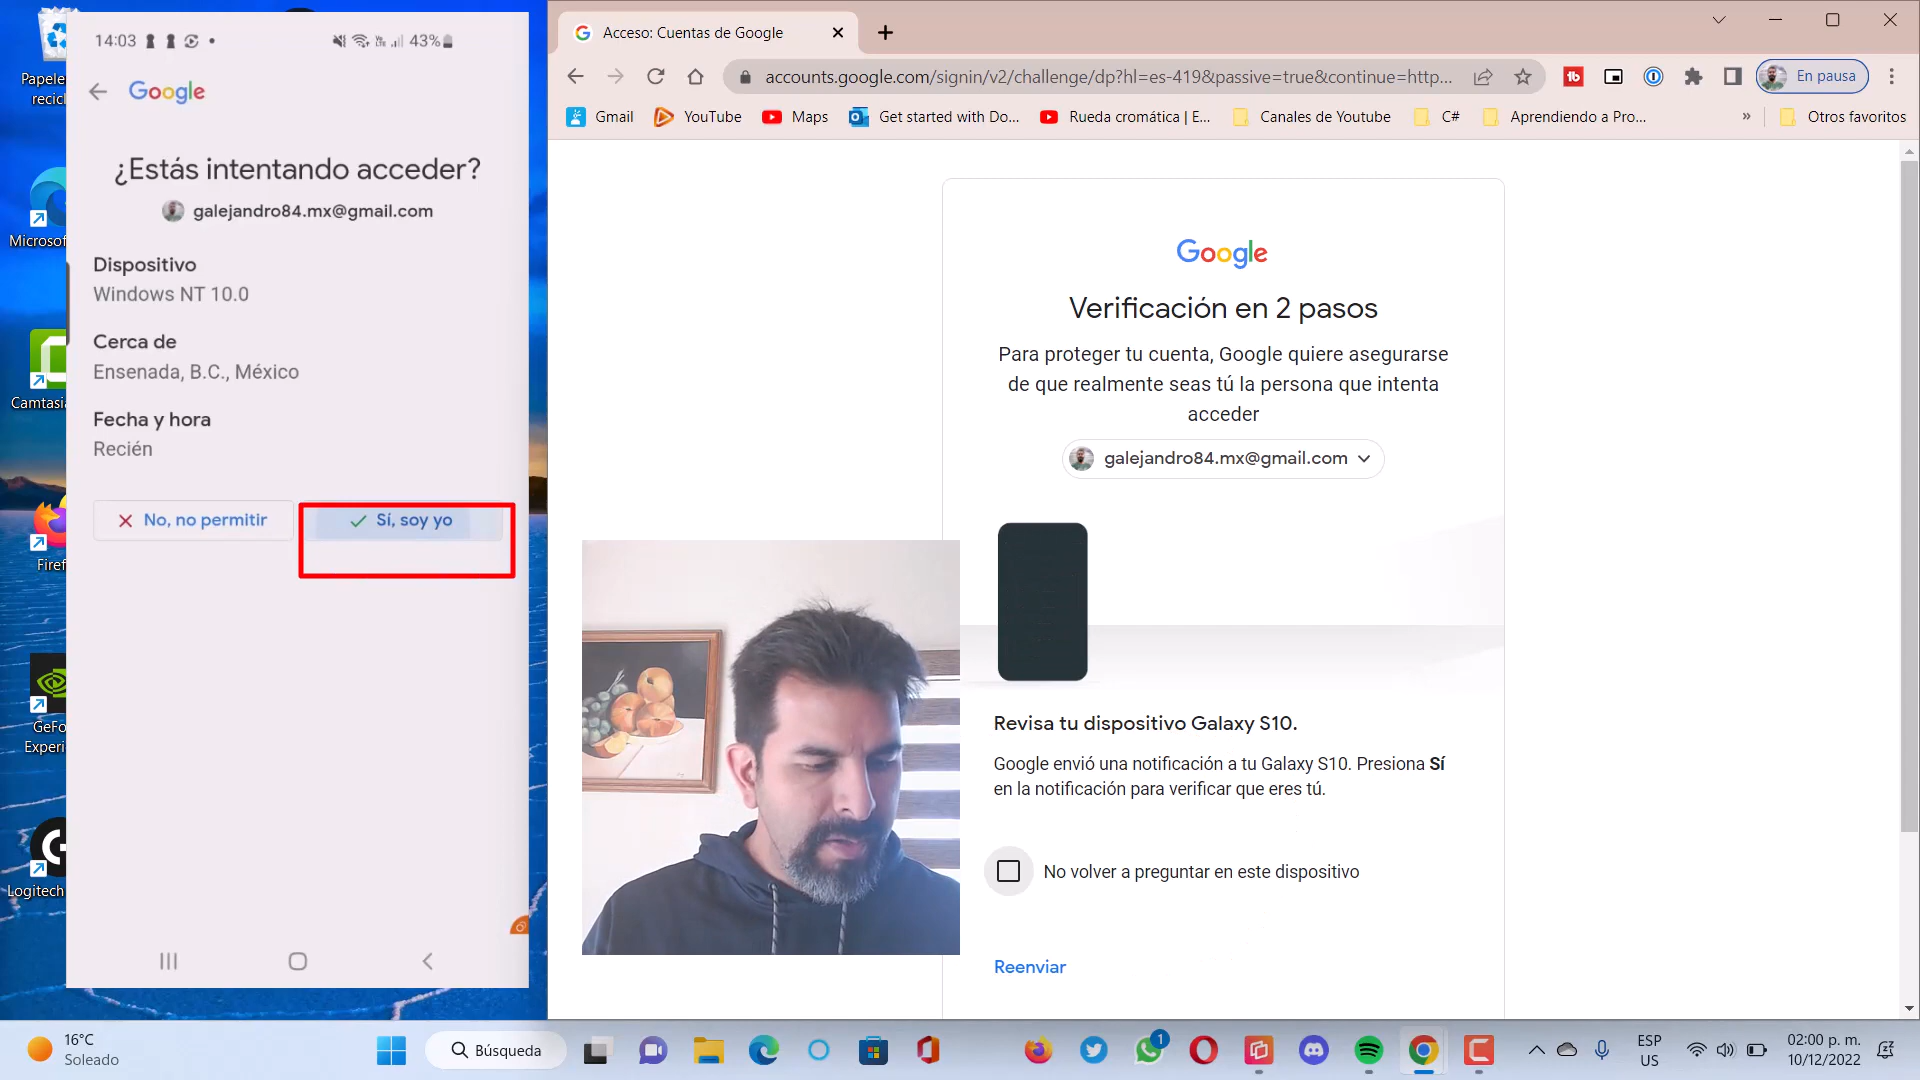 Papele
recicl
Microsof
Camtasia
Firef
GeFo
Experi
Logitech
14:03
43%
Google
¿Estás intentando acceder?
galejandro84.mx@gmail.com
Dispositivo
Windows NT 10.0
Cerca de
Ensenada, B.C., México
Fecha y hora
Recién
No, no permitir
Sí, soy yo
Acceso: Cuentas de Google
accounts.google.com/signin/v2/challenge/dp?hl=es-419&passive=true&continue=http...
En pausa
Gmail
YouTube
Maps
Get started with Do...
Rueda cromática | E...
Canales de Youtube
C#
Aprendiendo a Pro...
»
Otros favoritos
Google
Verificación en 2 pasos
Para proteger tu cuenta, Google quiere asegurarse
de que realmente seas tú la persona que intenta
acceder
galejandro84.mx@gmail.com
Revisa tu dispositivo Galaxy S10.
Google envió una notificación a tu Galaxy S10. Presiona Sí
en la notificación para verificar que eres tú.
No volver a preguntar en este dispositivo
Reenviar
16°C
Soleado
Búsqueda
1
ESP
US
02:00 p. m.
10/12/2022